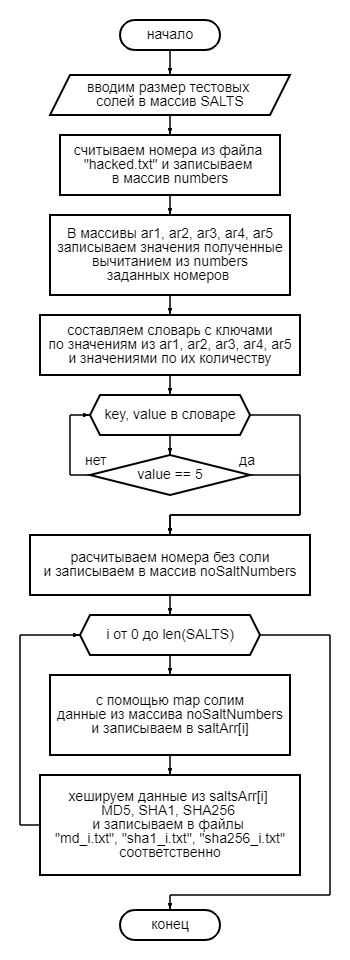 начало
вводим размер тестовых
солей в массив SALTS
считываем номера из файла
"hacked.txt" и записываем
в массив numbers
В массивы ar1, ar2, ar3, ar4, ar5
записываем значения полученные
вычитанием из numbers
заданных номеров
составляем словарь с ключами
по значениям из ar1, ar2, ar3, ar4, ar5
и значениями по их количеству
key, value в словаре
нет
да
value == 5
расчитываем номера без соли
и записываем в массив noSaltNumbers
i от 0 до len(SALTS)
с помощью map солим
данные из массива noSaltNumbers
и записываем в saltArr[i]
хешируем данные из saltsArr[i]
MD5, SHA1, SHA256
и записываем в файлы
"md_i.txt", "sha1_i.txt", "sha256_i.txt"
соответственно
конец